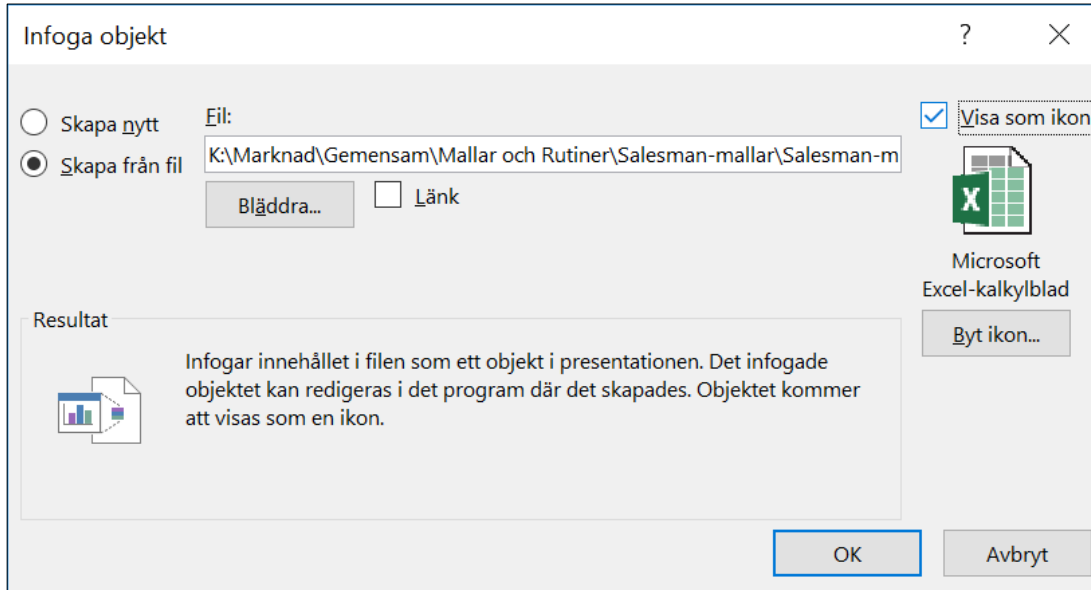 Infoga objekt
?
Skapa nytt
Fil:
Visa som ikon
Skapa från fil
K:\Marknad\Gemensam\Mallar och Rutiner\Salesman-mallar\Salesman-m
Bläddra...
Länk
X
Microsoft
Excel-kalkylblad
Byt ikon...
Resultat
Infogar innehållet i filen som ett objekt i presentationen. Det infogade
objektet kan redigeras i det program där det skapades. Objektet kommer
att visas som en ikon.
OK
Avbryt